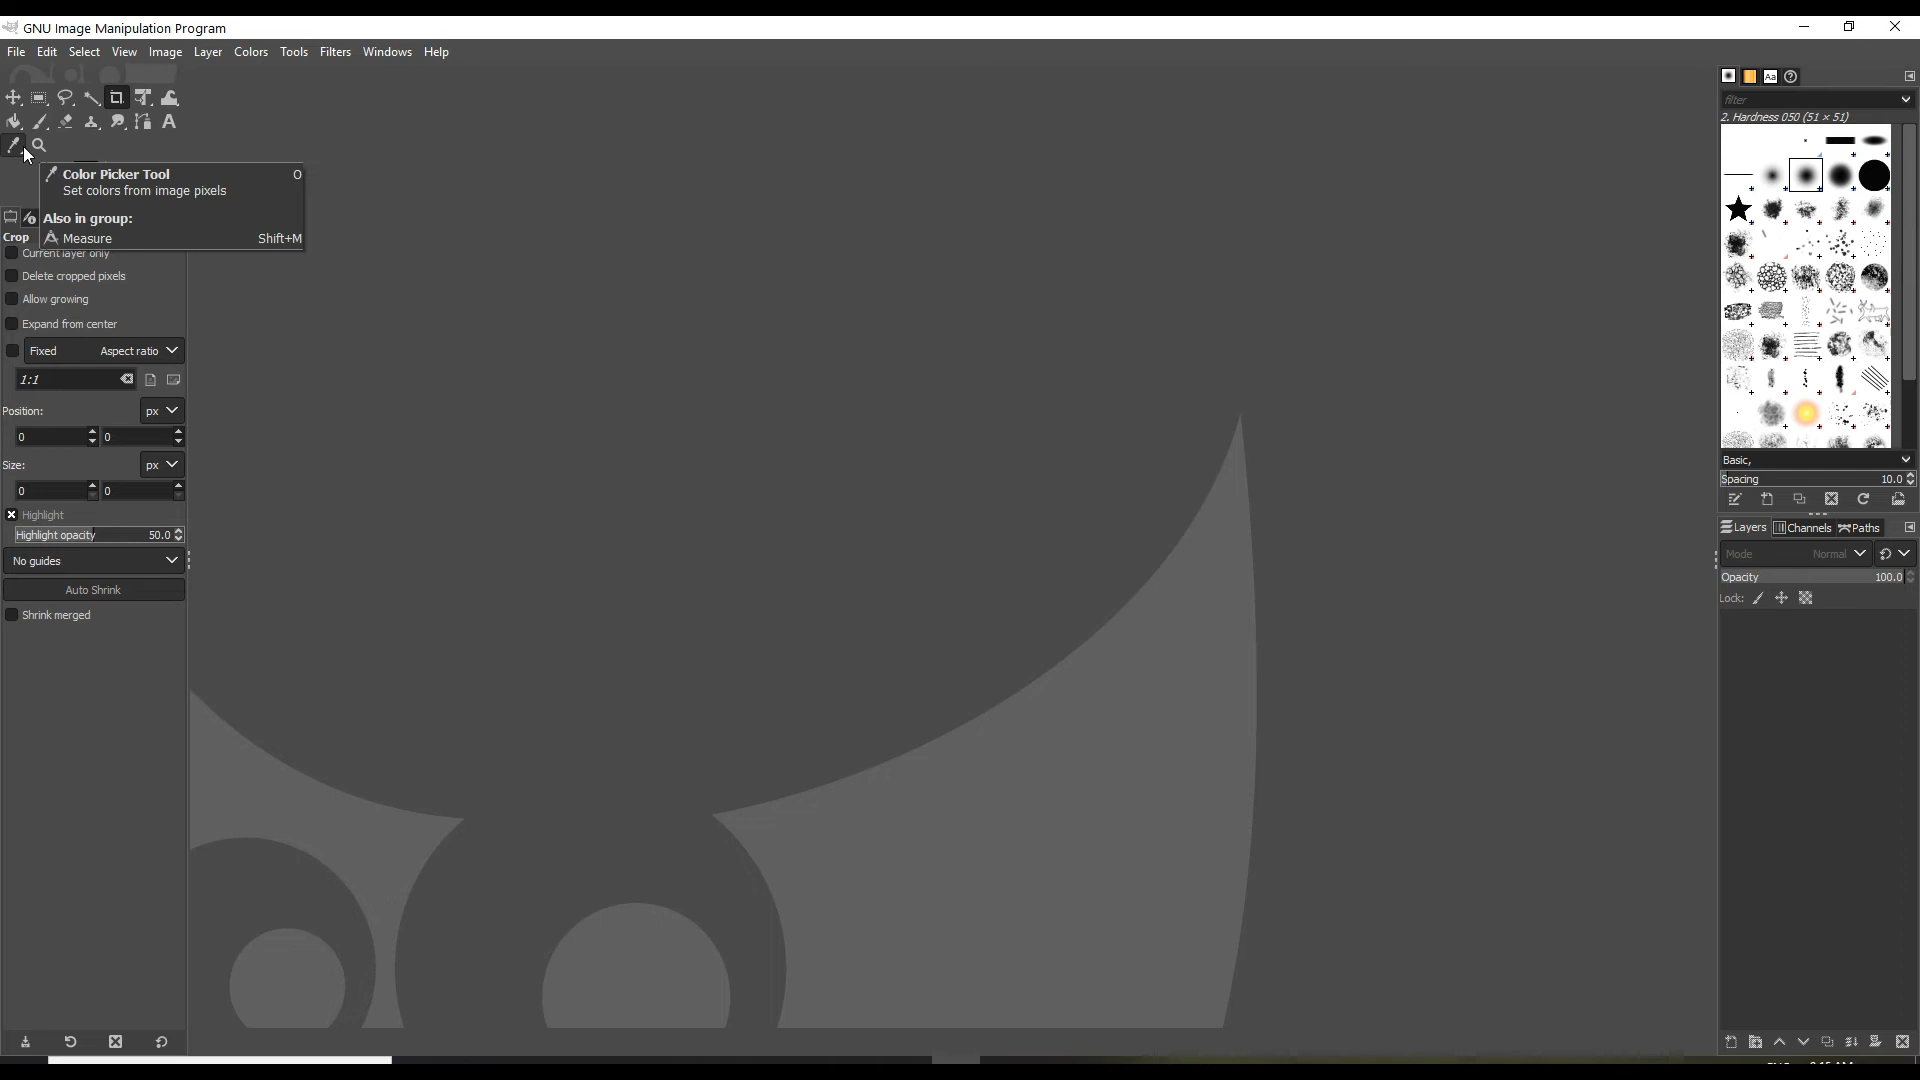 GNU Image Manipulation Program
File Edit Select View Image Layer Colors Tools Filters Windows Help
filter
2. Hardness 050 (51 × 51)
Color Picker Tool O
Set colors from image pixels
Also in group:
Measure Shift+M
Crop
Current layer only
Delete cropped pixels
Allow growing
Expand from center
Fixed Aspect ratio
1:1
Position: px
0 0
Size: px
0 0
Highlight
Highlight opacity 50.0
No guides
Auto Shrink
Shrink merged
Basic,
Spacing 10.0
Layers Channels Paths
Mode Normal
Opacity 100.0
Lock: